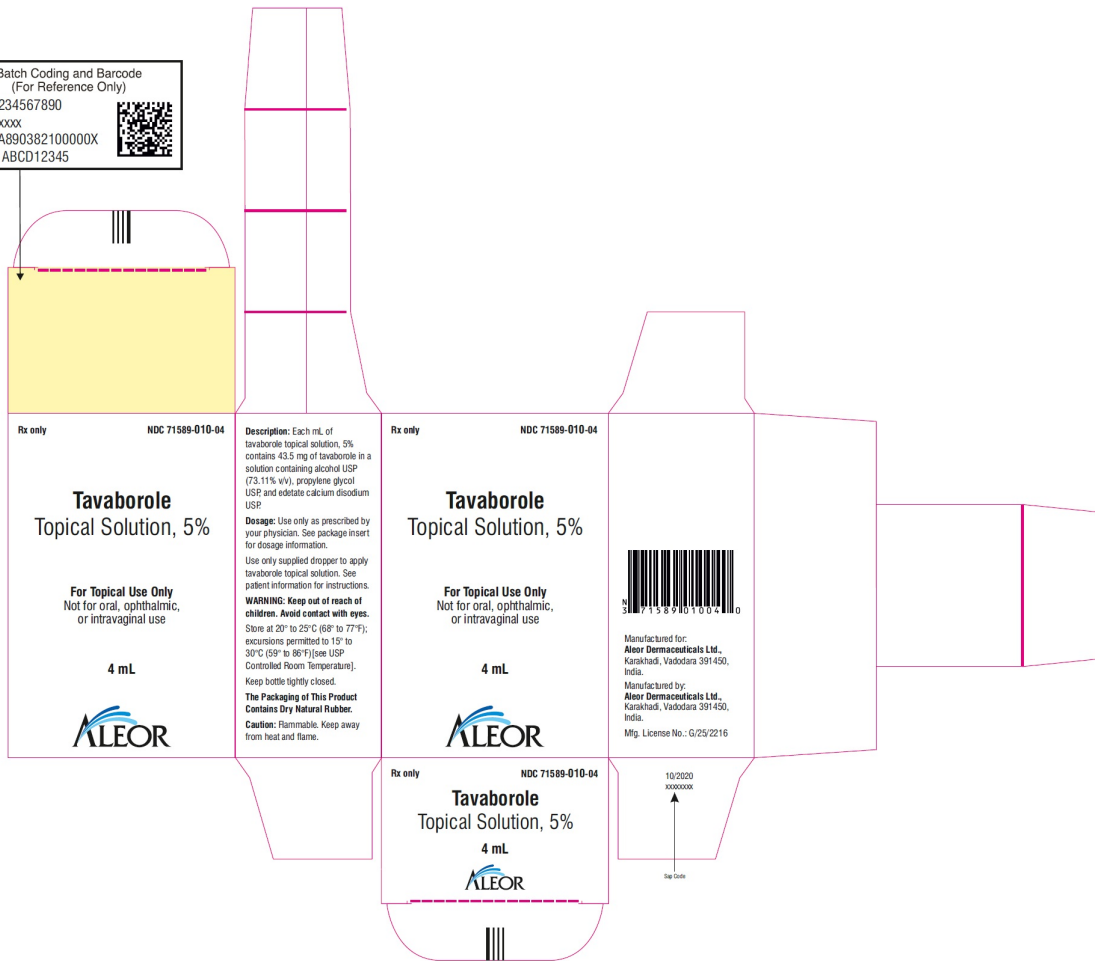 Batch Coding and Barcode
(For Reference Only)
234567890
xxxx
A890382100000X
ABCD12345
Rx only NDC 71589-010-04
Tavaborole
Topical Solution, 5%
For Topical Use Only
Not for oral, ophthalmic,
or intravaginal use
4 mL
ALEOR
Description: Each mL of
tavaborole topical solution, 5%
contains 43.5 mg of tavaborole in a
solution containing alcohol USP
(73.11% v/v), propylene glycol
USP, and edetate calcium disodium
USP.
Dosage: Use only as prescribed by
your physician. See package insert
for dosage information.
Use only supplied dropper to apply
tavaborole topical solution. See
patient information for instructions.
WARNING: Keep out of reach of
children. Avoid contact with eyes.
Store at 20° to 25°C (68° to 77°F);
excursions permitted to 15° to
30°C (59° to 86°F)[see USP
Controlled Room Temperature].
Keep bottle tightly closed.
The Packaging of This Product
Contains Dry Natural Rubber.
Caution: Flammable. Keep away
from heat and flame.
Rx only NDC 71589-010-04
Tavaborole
Topical Solution, 5%
For Topical Use Only
Not for oral, ophthalmic,
or intravaginal use
4 mL
ALEOR
N
3 71589 01004 0
Manufactured for:
Aleor Dermaceuticals Ltd.,
Karakhadi, Vadodara 391450,
India.
Manufactured by:
Aleor Dermaceuticals Ltd.,
Karakhadi, Vadodara 391450,
India.
Mfg. License No.: G/25/2216
Rx only NDC 71589-010-04
Tavaborole
Topical Solution, 5%
4 mL
ALEOR
10/2020
xxxxxxxx
Sap Code